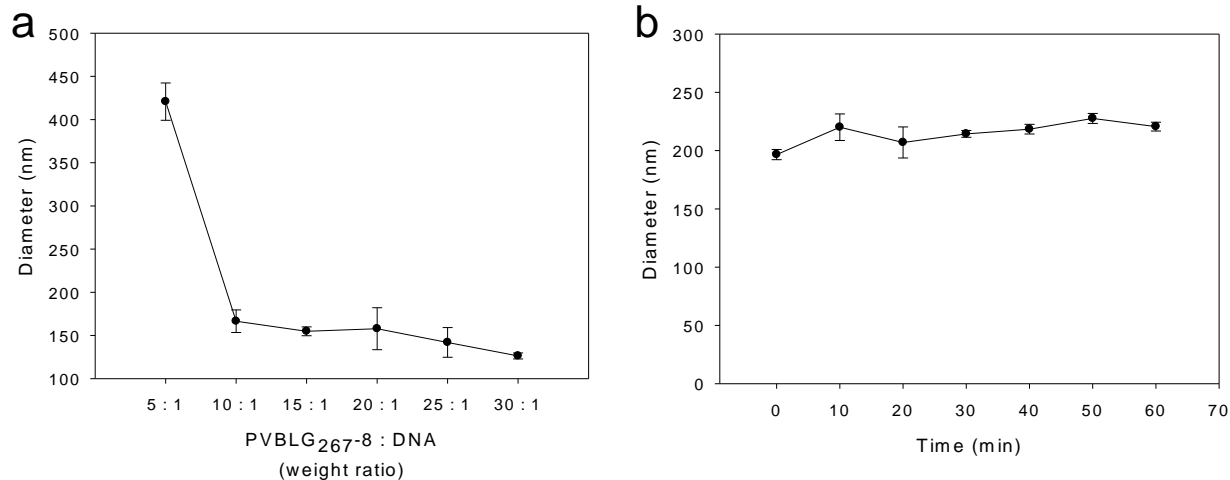 a
500
450
400
350
300
250
200
150
100
Diameter (nm)
5 : 1 10 : 1 15 : 1 20 : 1 25 : 1 30 : 1
PVBLG267-8 : DNA
(weight ratio)
b
300
250
200
150
100
50
0
Diameter (nm)
0 10 20 30 40 50 60 70
Time (min)